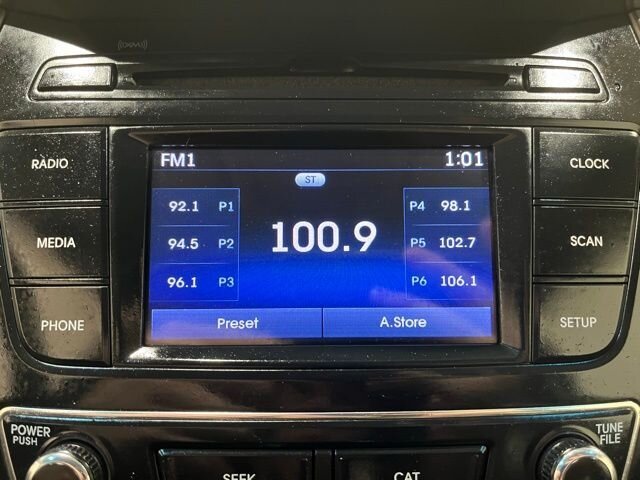 ((XM))
RADIO
MEDIA
PHONE
FM1 1:01
ST
92.1 P1
94.5 P2
96.1 P3
100.9
P4 98.1
P5 102.7
P6 106.1
Preset A.Store
CLOCK
SCAN
SETUP
POWER
PUSH
SEEK
CAT
TUNE
FILE